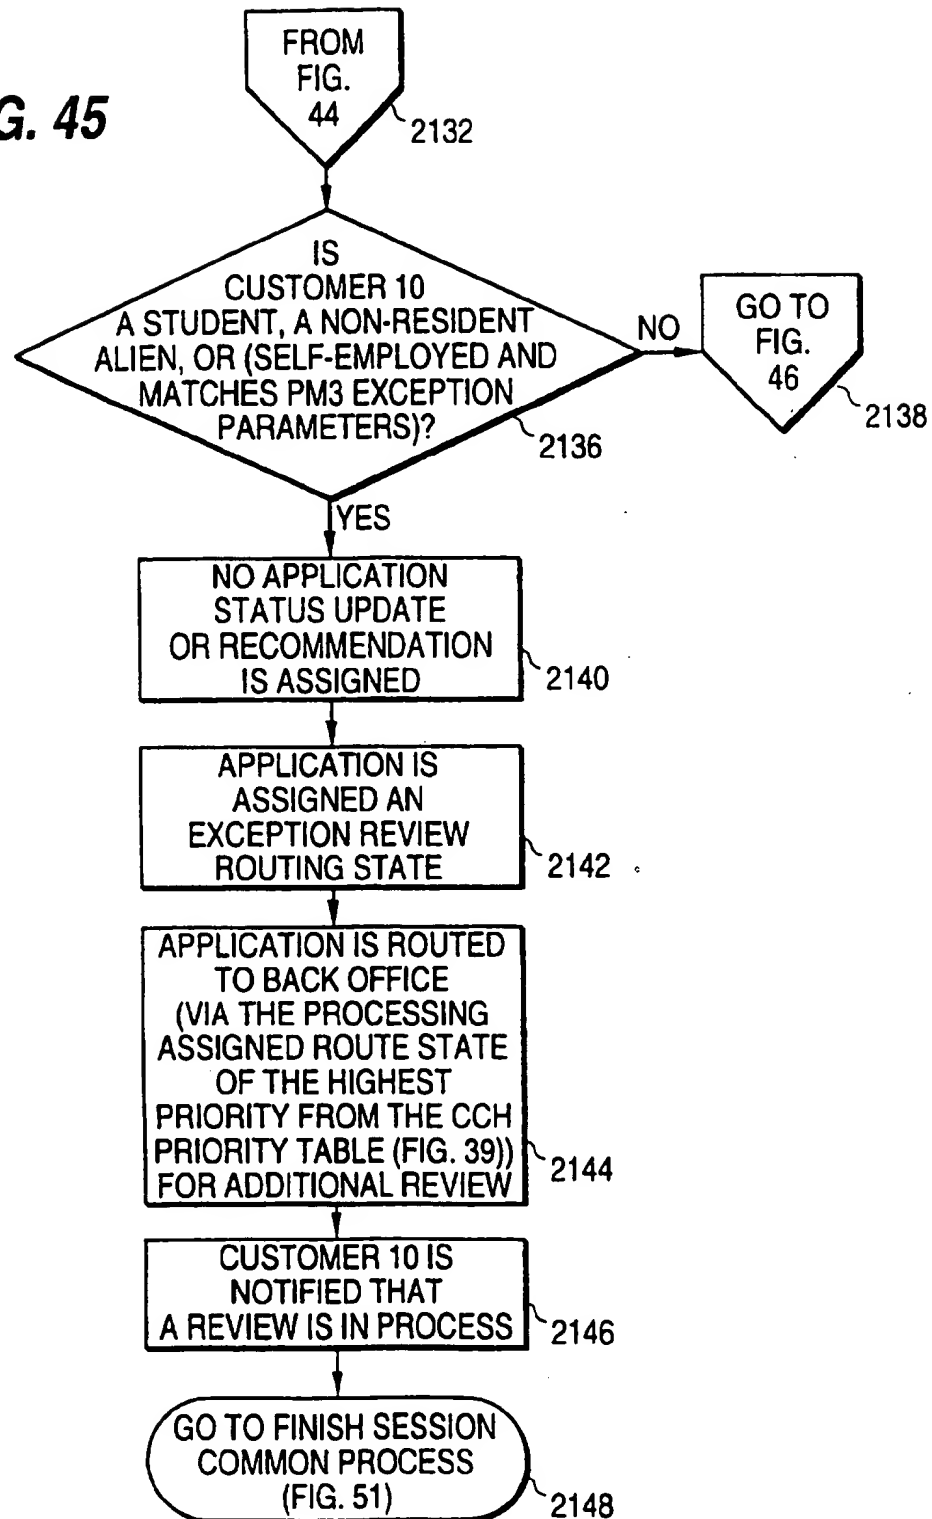 G. 45
FROM
FIG.
44
2132
IS
CUSTOMER 10
A STUDENT, A NON-RESIDENT
ALIEN, OR (SELF-EMPLOYED AND
MATCHES PM3 EXCEPTION
PARAMETERS)?
2136
NO
GO TO
FIG.
46
2138
YES
NO APPLICATION
STATUS UPDATE
OR RECOMMENDATION
IS ASSIGNED
2140
APPLICATION IS
ASSIGNED AN
EXCEPTION REVIEW
ROUTING STATE
2142
APPLICATION IS ROUTED
TO BACK OFFICE
(VIA THE PROCESSING
ASSIGNED ROUTE STATE
OF THE HIGHEST
PRIORITY FROM THE CCH
PRIORITY TABLE (FIG. 39))
FOR ADDITIONAL REVIEW
2144
CUSTOMER 10 IS
NOTIFIED THAT
A REVIEW IS IN PROCESS
2146
GO TO FINISH SESSION
COMMON PROCESS
(FIG. 51)
2148